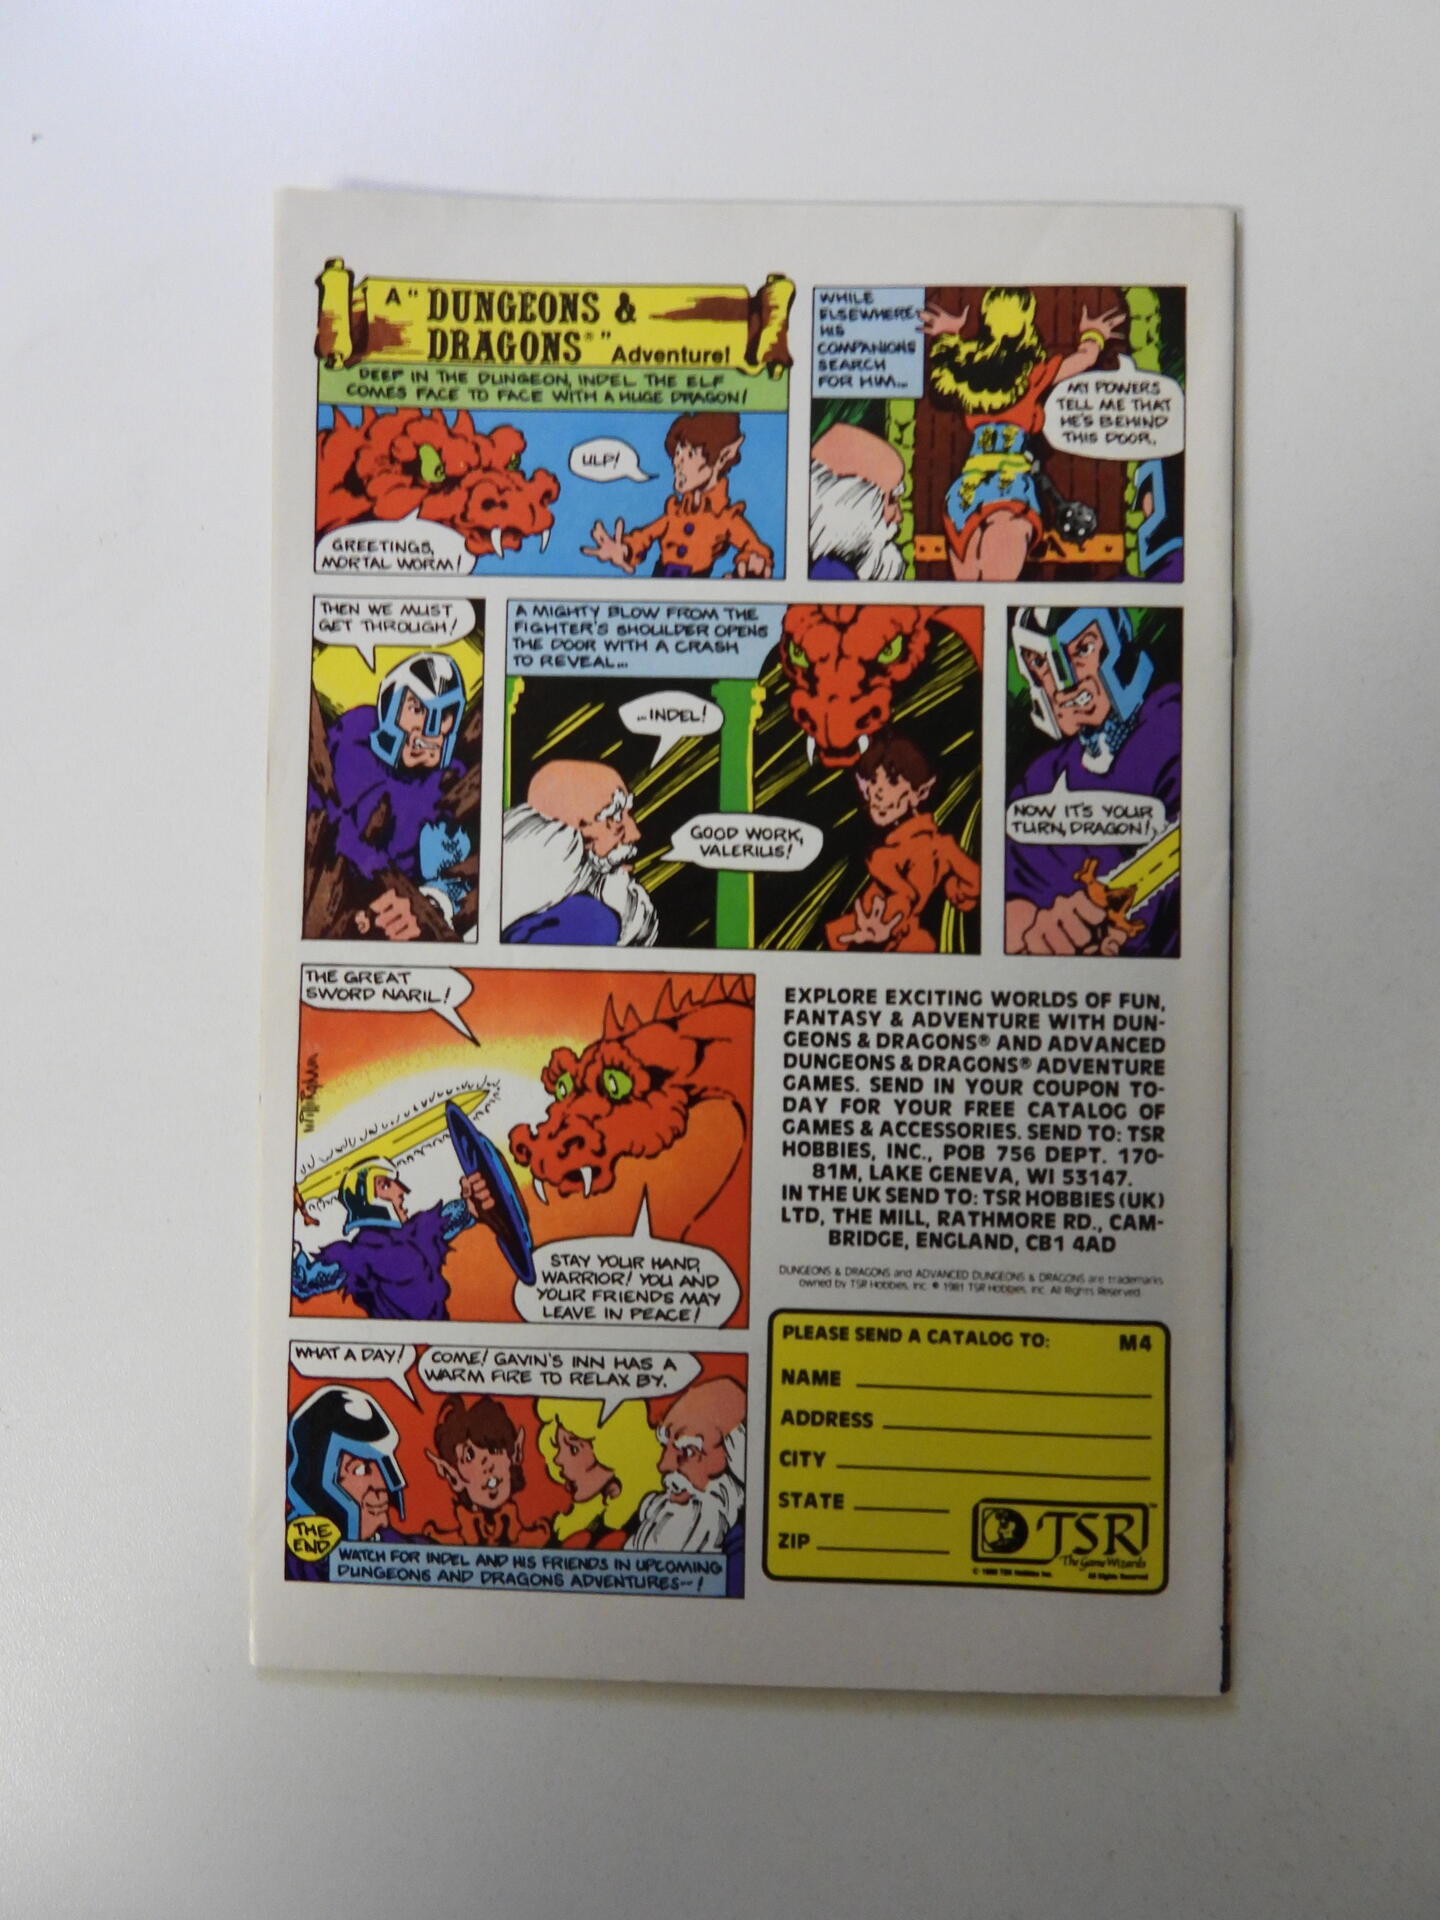 A "DUNGEONS &
DRAGONS®" Adventure!
DEEP IN THE DUNGEON, INDEL THE ELF
COMES FACE TO FACE WITH A HUGE DRAGON!
ULP!
GREETINGS,
MORTAL WORM!
WHILE
ELSEWHERE,
HIS
COMPANIONS
SEARCH
FOR HIM...
MY POWERS
TELL ME THAT
HE'S BEHIND
THIS DOOR.
THEN WE MUST
GET THROUGH!
A MIGHTY BLOW FROM THE
FIGHTER'S SHOULDER OPENS
THE DOOR WITH A CRASH
TO REVEAL...
...INDEL!
GOOD WORK,
VALERIUS!
NOW IT'S YOUR
TURN, DRAGON!
THE GREAT
SWORD NARIL!
Willingham
STAY YOUR HAND,
WARRIOR! YOU AND
YOUR FRIENDS MAY
LEAVE IN PEACE!
WHAT A DAY!
COME! GAVIN'S INN HAS A
WARM FIRE TO RELAX BY.
THE
END
WATCH FOR INDEL AND HIS FRIENDS IN UPCOMING
DUNGEONS AND DRAGONS ADVENTURES--!
EXPLORE EXCITING WORLDS OF FUN,
FANTASY & ADVENTURE WITH DUN-
GEONS & DRAGONS® AND ADVANCED
DUNGEONS & DRAGONS® ADVENTURE
GAMES. SEND IN YOUR COUPON TO-
DAY FOR YOUR FREE CATALOG OF
GAMES & ACCESSORIES. SEND TO: TSR
HOBBIES, INC., POB 756 DEPT. 170-
81M, LAKE GENEVA, WI 53147.
IN THE UK SEND TO: TSR HOBBIES (UK)
LTD, THE MILL, RATHMORE RD., CAM-
BRIDGE, ENGLAND, CB1 4AD
DUNGEONS & DRAGONS and ADVANCED DUNGEONS & DRAGONS are trademarks
owned by TSR Hobbies, Inc. © 1981 TSR Hobbies, Inc. All Rights Reserved.
PLEASE SEND A CATALOG TO: M4
NAME
ADDRESS
CITY
STATE
ZIP
TSR™
The Game Wizards
© 1980 TSR Hobbies Inc. All Rights Reserved